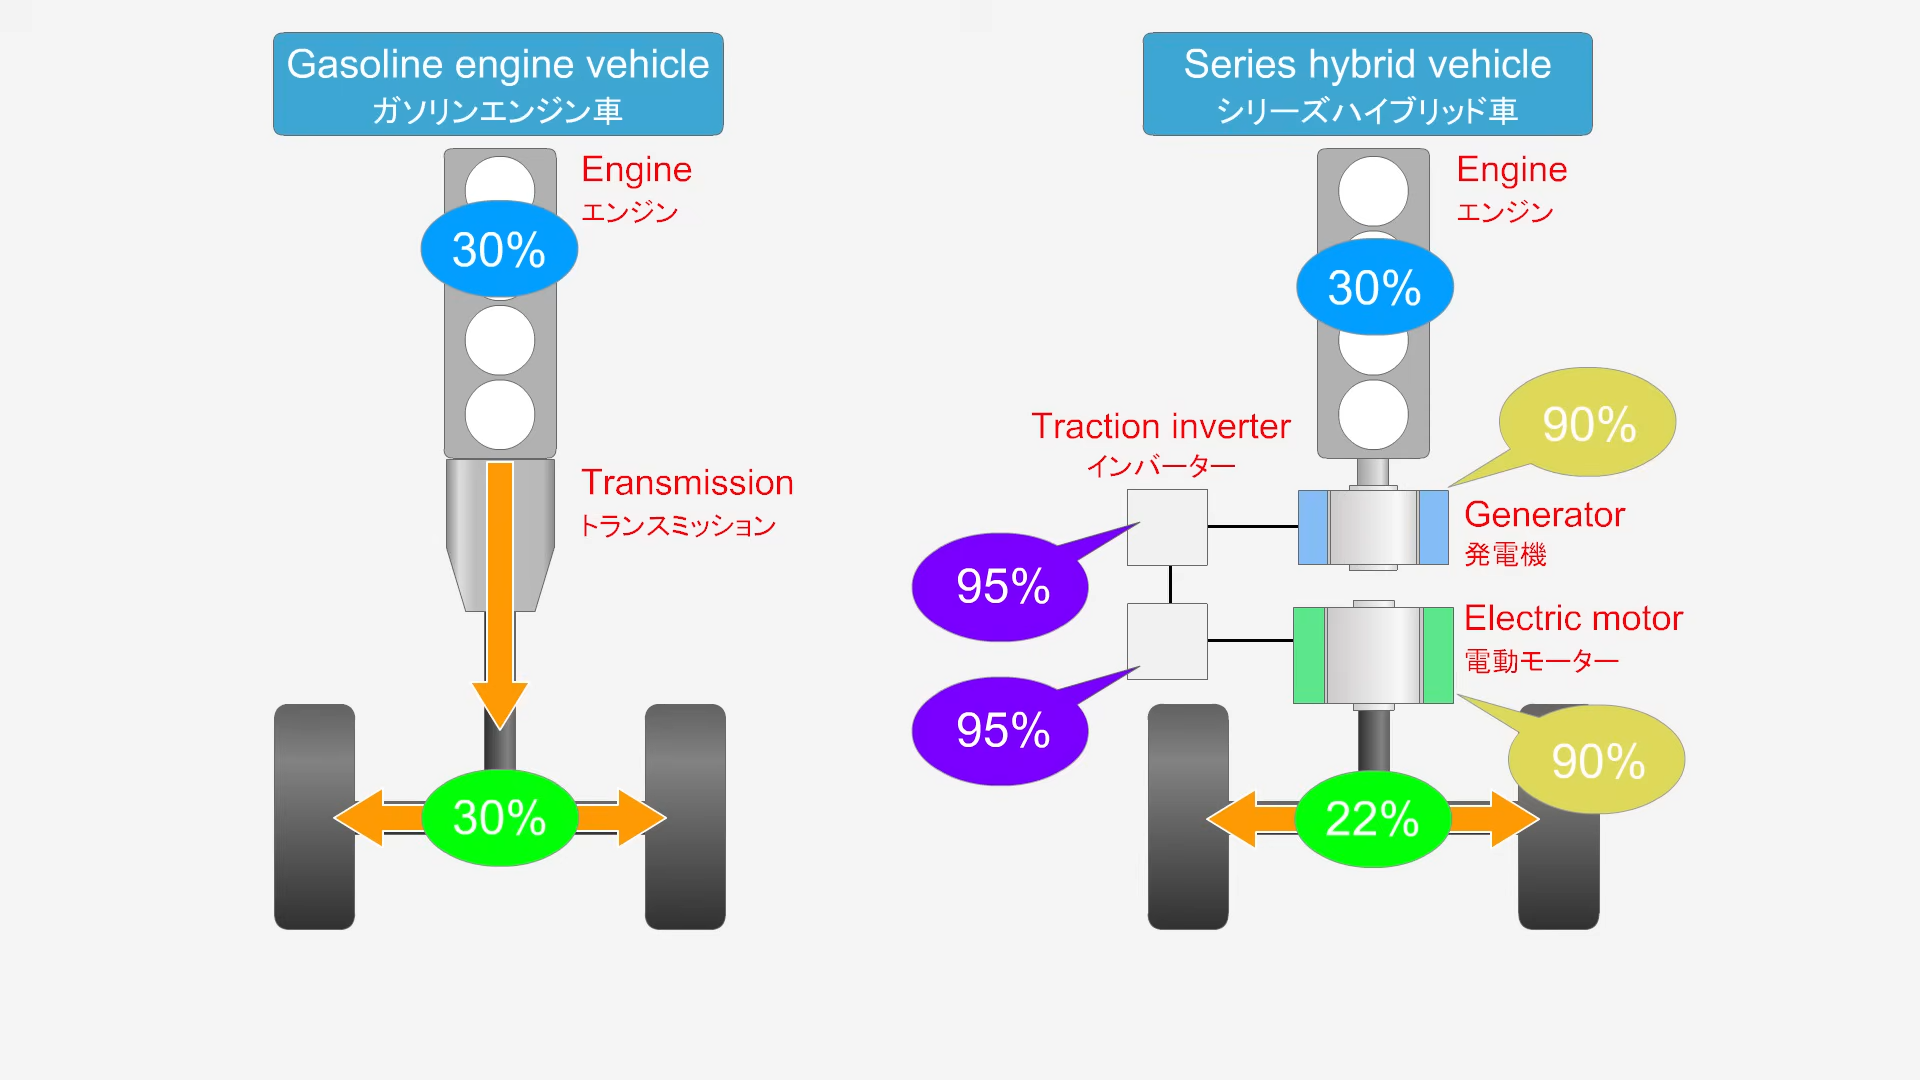 Gasoline engine vehicle
ガソリンエンジン車
Engine
エンジン
30%
Transmission
トランスミッション
30%
Series hybrid vehicle
シリーズハイブリッド車
Engine
エンジン
30%
90%
Traction inverter
インバーター
Generator
発電機
95%
Electric motor
電動モーター
95%
90%
22%